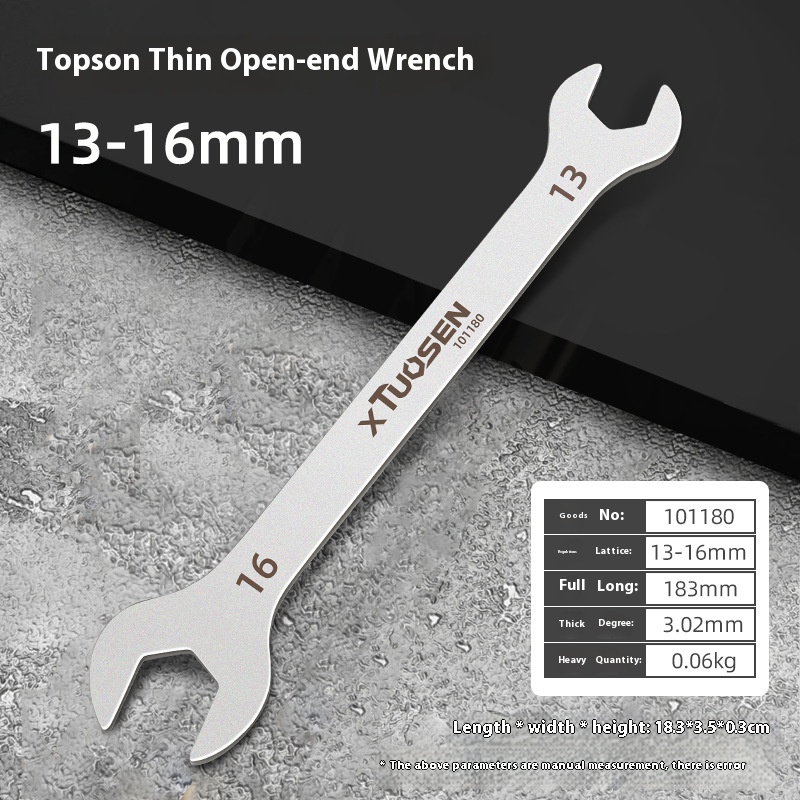 Topson Thin Open-end Wrench
13-16mm
13
XTUOSEN
101180
16
Goods No: 101180
Regulations Lattice: 13-16mm
Full Long: 183mm
Thick Degree: 3.02mm
Heavy Quantity: 0.06kg
Length * width * height: 18.3*3.5*0.3cm
* The above parameters are manual measurement, there is error